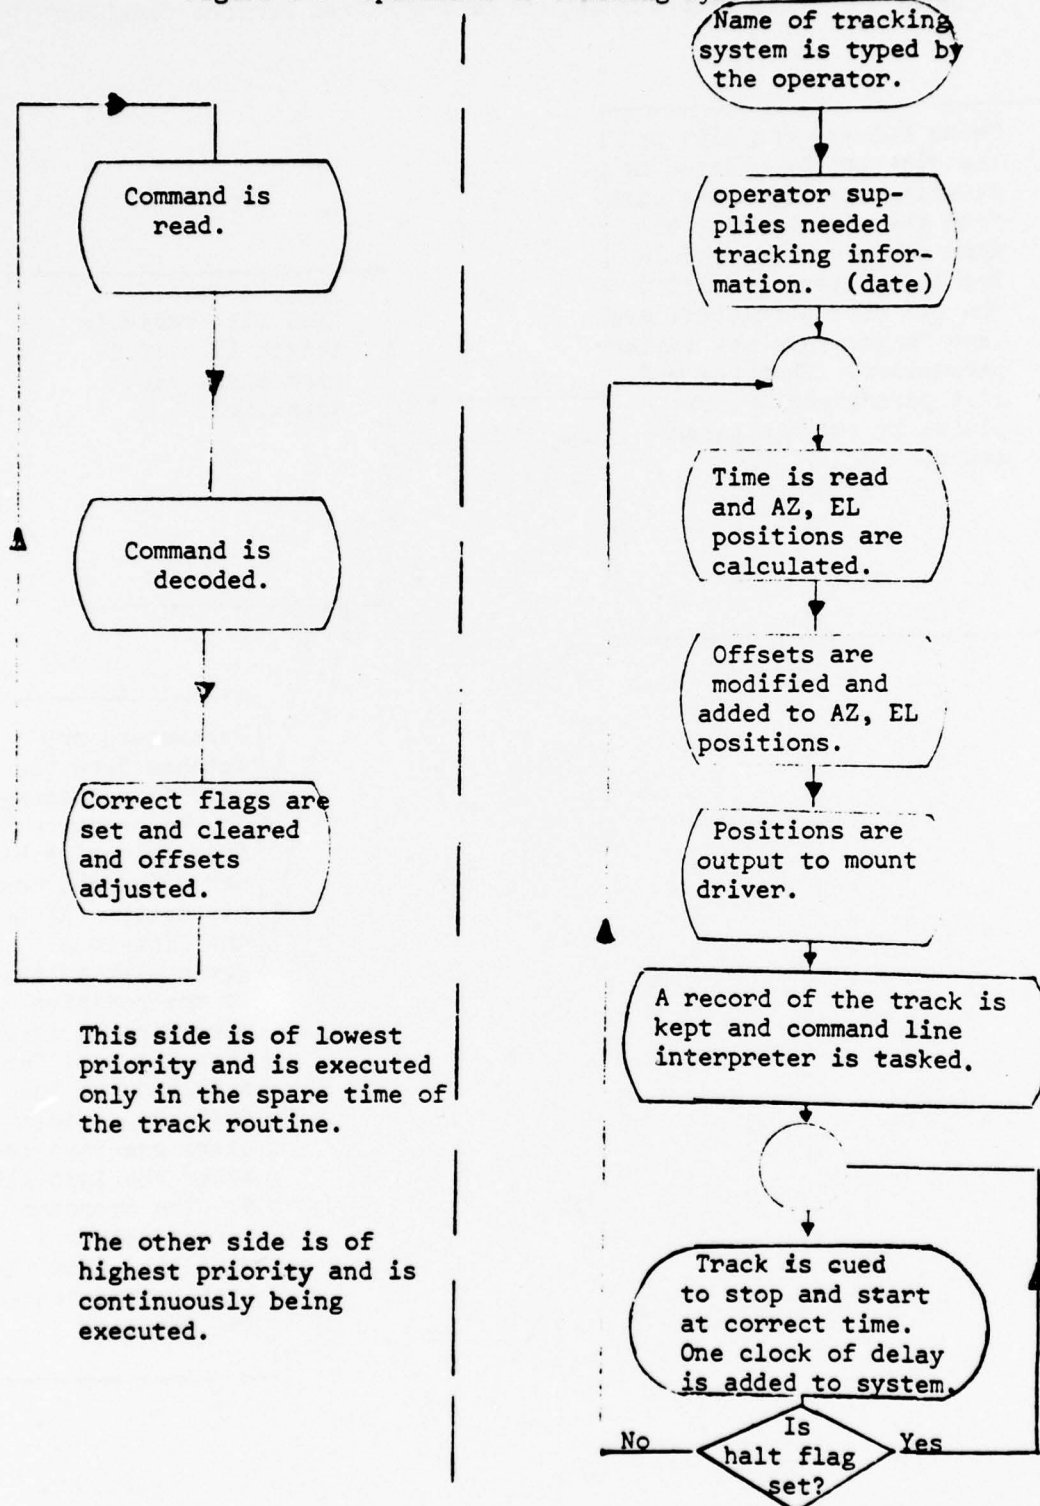 Name of tracking
system is typed by
the operator.
Command is
read.
operator sup-
plies needed
tracking infor-
mation. (date)
Command is
decoded.
Time is read
and AZ, EL
positions are
calculated.
Offsets are
modified and
added to AZ, EL
positions.
Correct flags are
set and cleared
and offsets
adjusted.
Positions are
output to mount
driver.
A record of the track is
kept and command line
interpreter is tasked.
This side is of lowest
priority and is executed
only in the spare time of
the track routine.
The other side is of
highest priority and is
continuously being
executed.
Track is cued
to stop and start
at correct time.
One clock of delay
is added to system.
Is
halt flag
set?
No
Yes